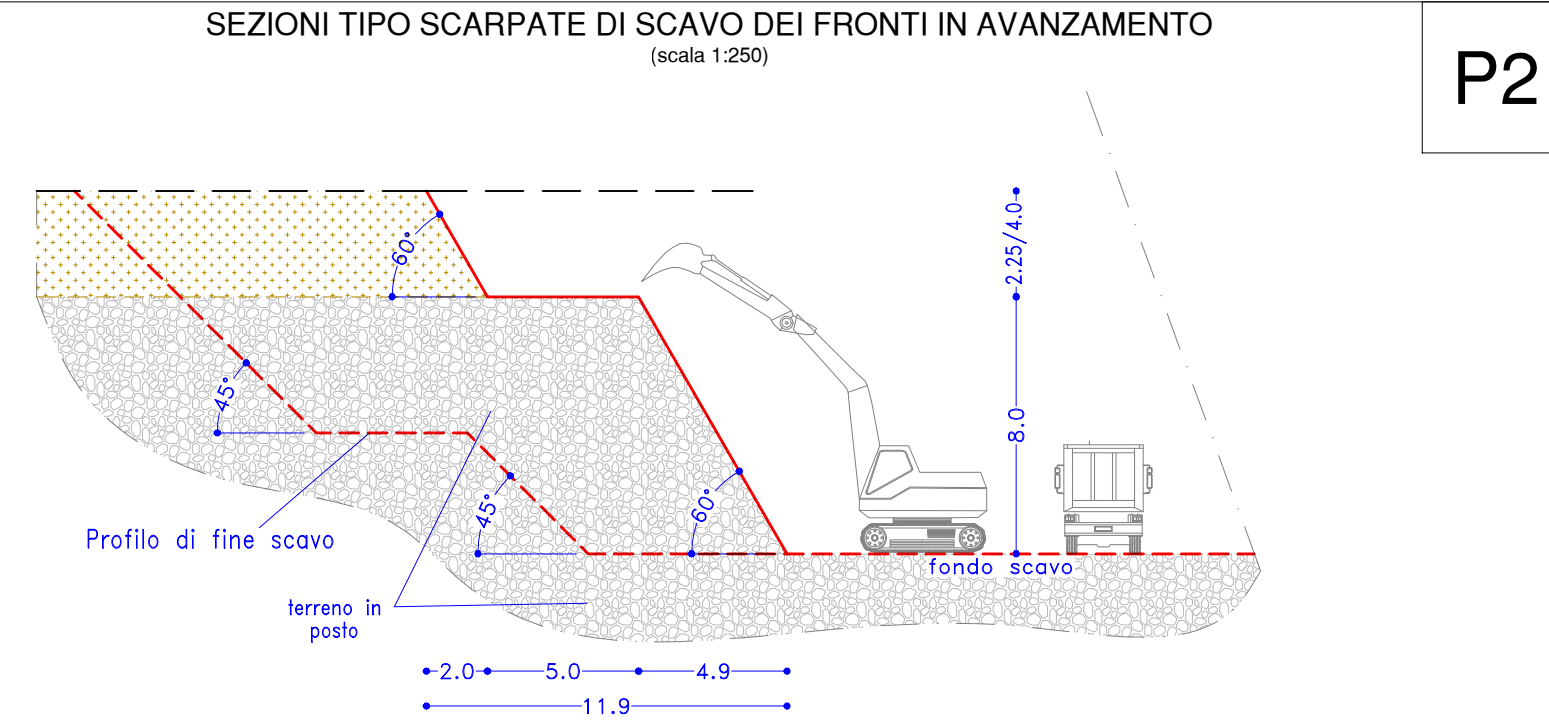 SEZIONI TIPO SCARPATE DI SCAVO DEI FRONTI IN AVANZAMENTO
(scala 1:250)
P2
60°
2.25/4.0
45°
8.0
45°
60°
Profilo di fine scavo
fondo scavo
terreno in
posto
2.0 5.0 4.9
11.9